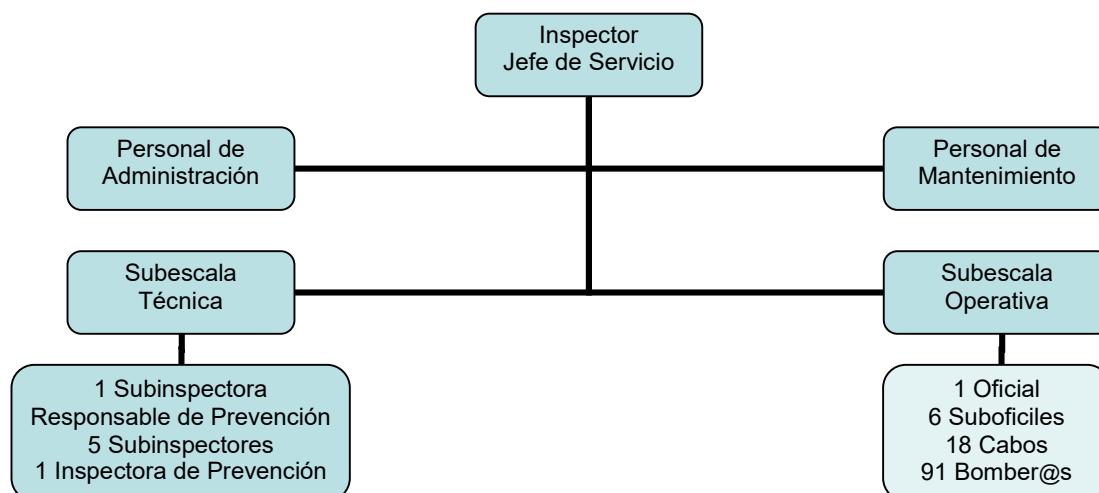 Inspector
Jefe de Servicio
Personal de
Administración
Personal de
Mantenimiento
Subescala
Técnica
Subescala
Operativa
1 Subinspectora
Responsable de Prevención
5 Subinspectores
1 Inspectora de Prevención
1 Oficial
6 Suboficiles
18 Cabos
91 Bomber@s